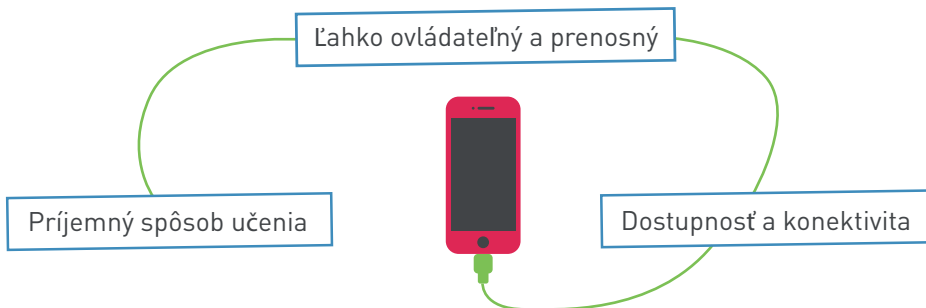 Ľahko ovládateľný a prenosný
Príjemný spôsob učenia
Dostupnosť a konektivita